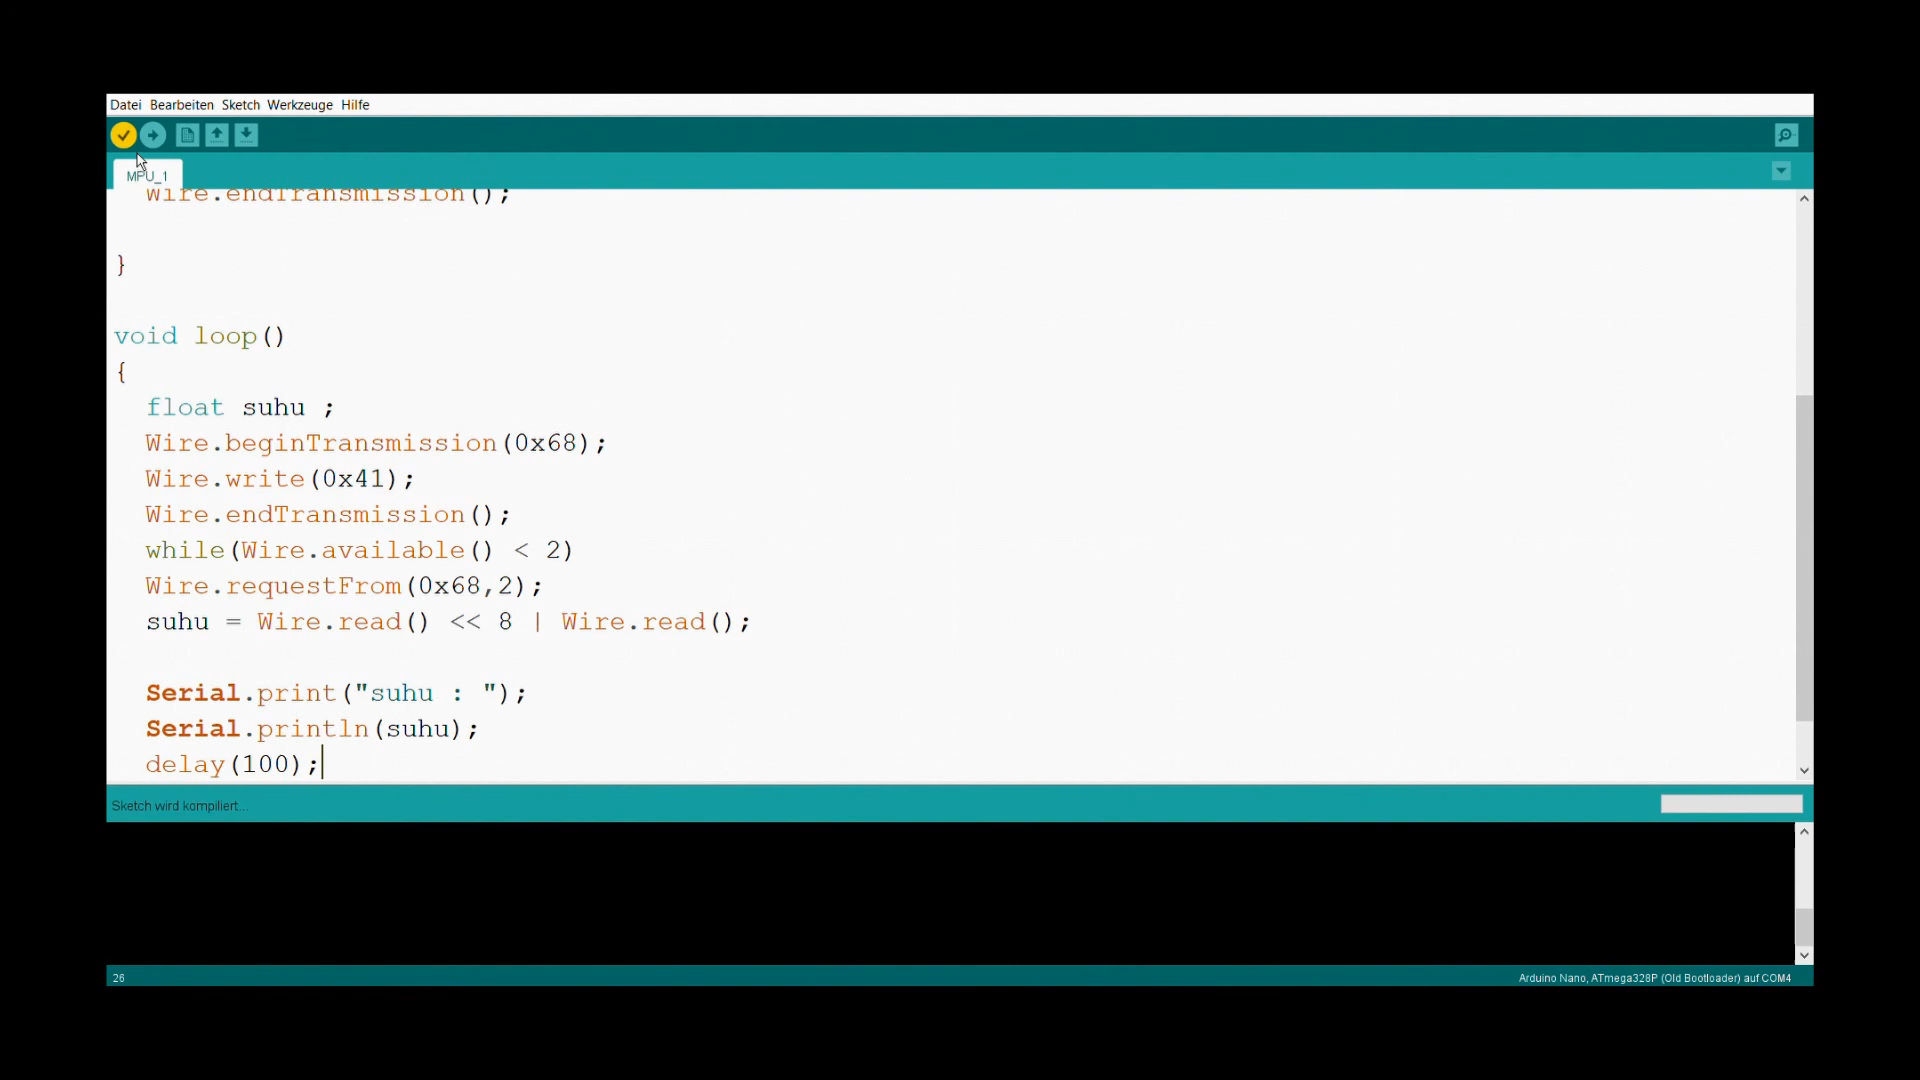 Datei Bearbeiten Sketch Werkzeuge Hilfe
MPU_1
Wire.endTransmission();
}
void loop()
{
float suhu ;
Wire.beginTransmission(0x68);
Wire.write(0x41);
Wire.endTransmission();
while(Wire.available() < 2)
Wire.requestFrom(0x68,2);
suhu = Wire.read() << 8 | Wire.read();
Serial.print("suhu : ");
Serial.println(suhu);
delay(100);
Sketch wird kompiliert...
26
Arduino Nano, ATmega328P (Old Bootloader) auf COM4